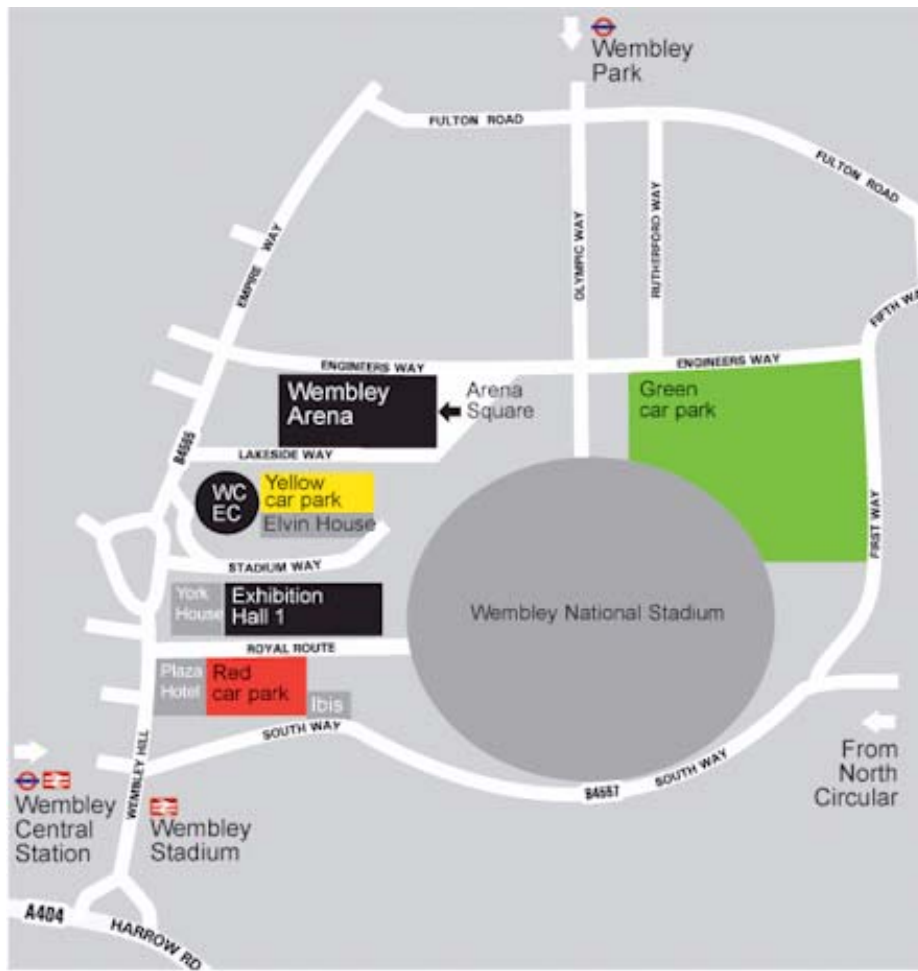 Wembley
Park
FULTON ROAD
FULTON ROAD
EMPIRE WAY
OLYMPIC WAY
RUTHERFORD WAY
FIFTH WA
ENGINEERS WAY
ENGINEERS WAY
Wembley
Arena
Arena
Square
Green
car park
B4565
LAKESIDE WAY
WC
EC
Yellow
car park
Elvin House
FIRST WAY
STADIUM WAY
York
House
Exhibition
Hall 1
Wembley National Stadium
ROYAL ROUTE
Plaza
Hotel
Red
car park
Ibis
SOUTH WAY
WEMBLEY HILL
SOUTH WAY
B4557
From
North
Circular
Wembley
Central
Station
Wembley
Stadium
A404
HARROW RD